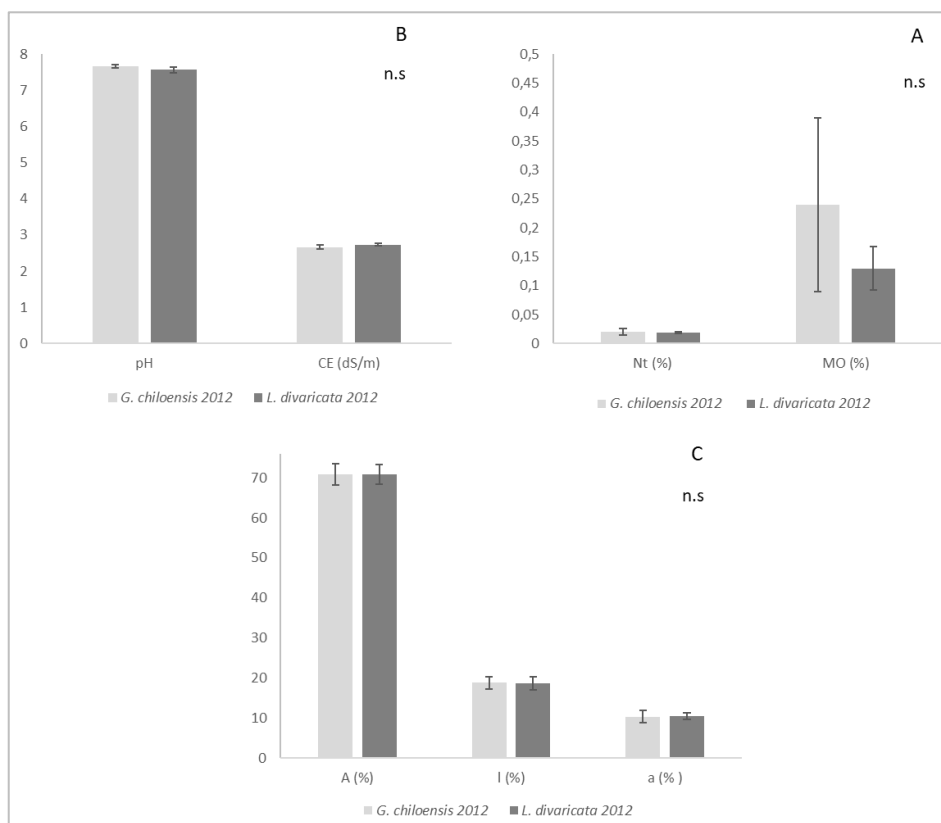 B
n.s
8
7
6
5
4
3
2
1
0
pH CE (dS/m)
G. chiloensis 2012 L. divaricata 2012
A
n.s
0,5
0,45
0,4
0,35
0,3
0,25
0,2
0,15
0,1
0,05
0
Nt (%) MO (%)
G. chiloensis 2012 L. divaricata 2012
C
n.s
70
60
50
40
30
20
10
0
A (%) l (%) a (% )
G. chiloensis 2012 L. divaricata 2012